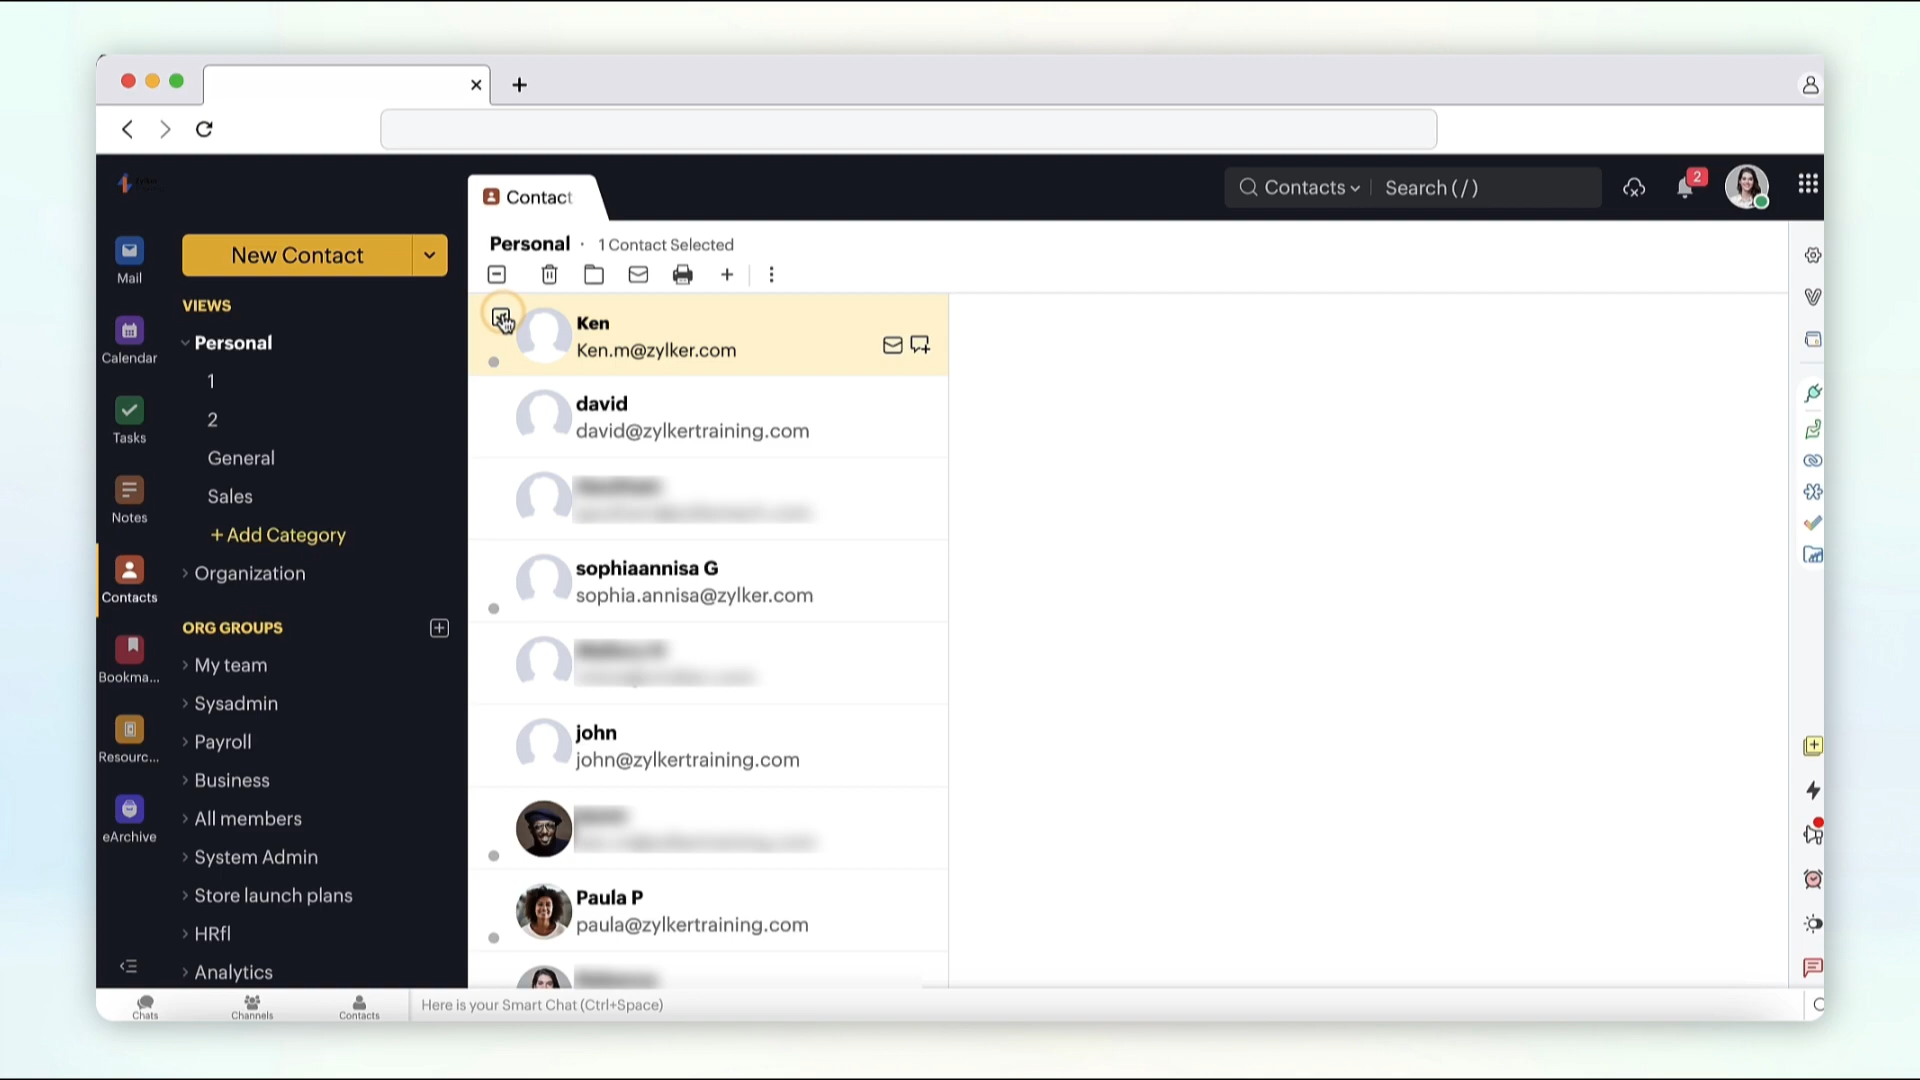 Contact
Contacts
Search ( / )
2
Mail
Calendar
Tasks
Notes
Contacts
Bookma...
Resourc...
eArchive
New Contact
VIEWS
Personal
1
2
General
Sales
+ Add Category
Organization
ORG GROUPS
My team
Sysadmin
Payroll
Business
All members
System Admin
Store launch plans
HRfl
Analytics
Personal · 1 Contact Selected
Ken
Ken.m@zylker.com
david
david@zylkertraining.com
sophiaannisa G
sophia.annisa@zylker.com
john
john@zylkertraining.com
Paula P
paula@zylkertraining.com
Chats
Channels
Contacts
Here is your Smart Chat (Ctrl+Space)